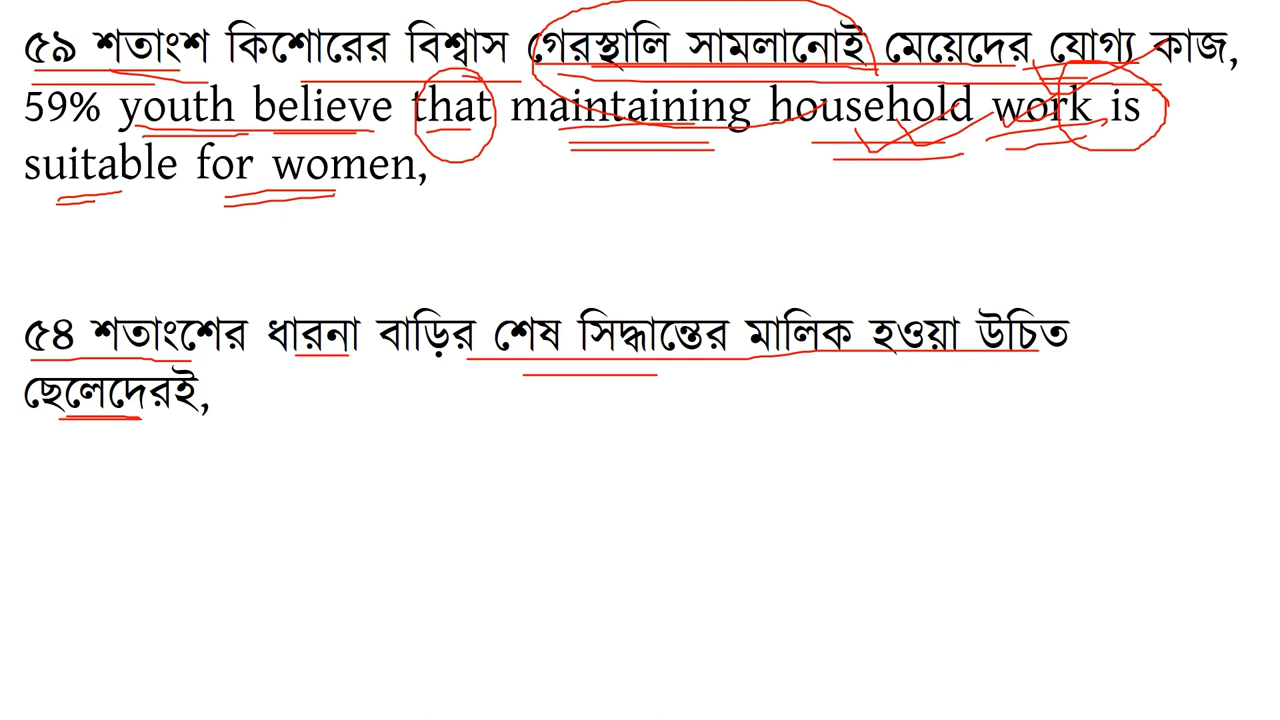 ৫৯ শতাংশ কিশোরের বিশ্বাস গেরস্থালি সামলানোই মেয়েদের যোগ্য কাজ,
59% youth believe that maintaining household work is
suitable for women,
৫৪ শতাংশের ধারনা বাড়ির শেষ সিদ্ধান্তের মালিক হওয়া উচিত
ছেলেদেরই,